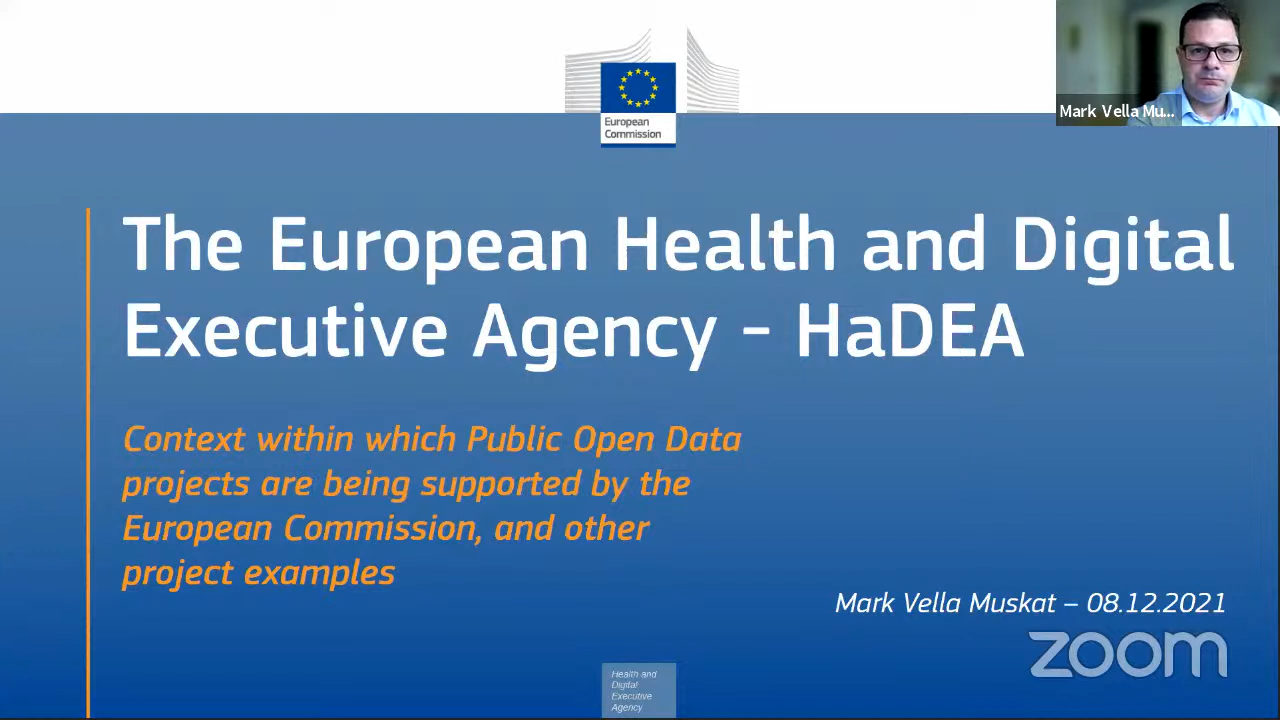 European
Commission
Mark Vella Mu...
The European Health and Digital
Executive Agency - HaDEA
Context within which Public Open Data
projects are being supported by the
European Commission, and other
project examples
Mark Vella Muskat – 08.12.2021
zoom
Health and
Digital
Executive
Agency